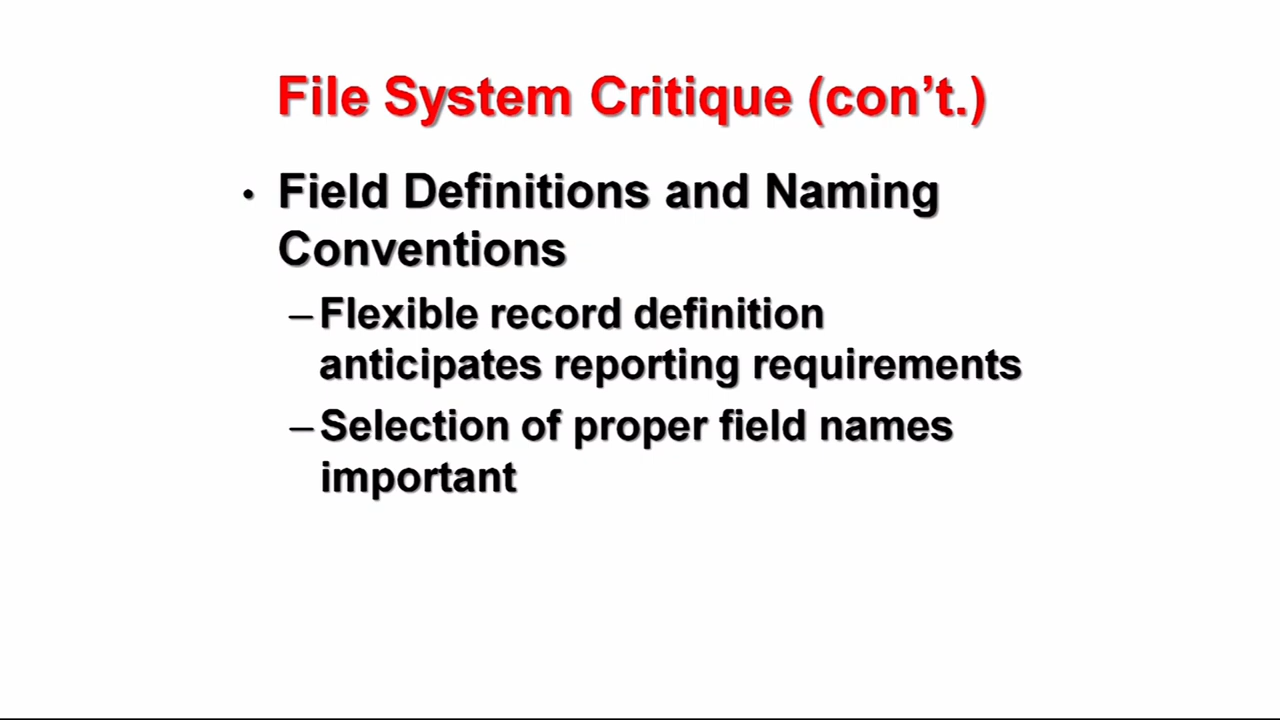 File System Critique (con’t.)
• Field Definitions and Naming
Conventions
– Flexible record definition
anticipates reporting requirements
– Selection of proper field names
important